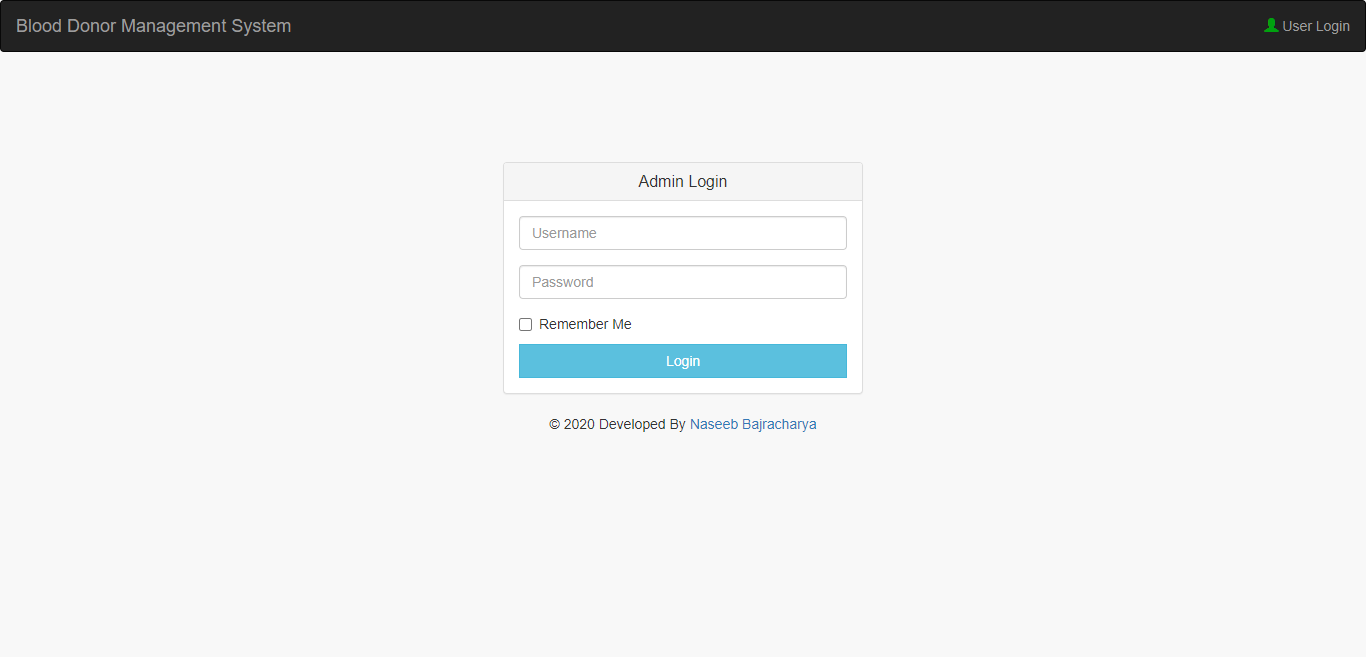 Blood Donor Management System
User Login
Admin Login
Username
Password
Remember Me
Login
© 2020 Developed By Naseeb Bajracharya